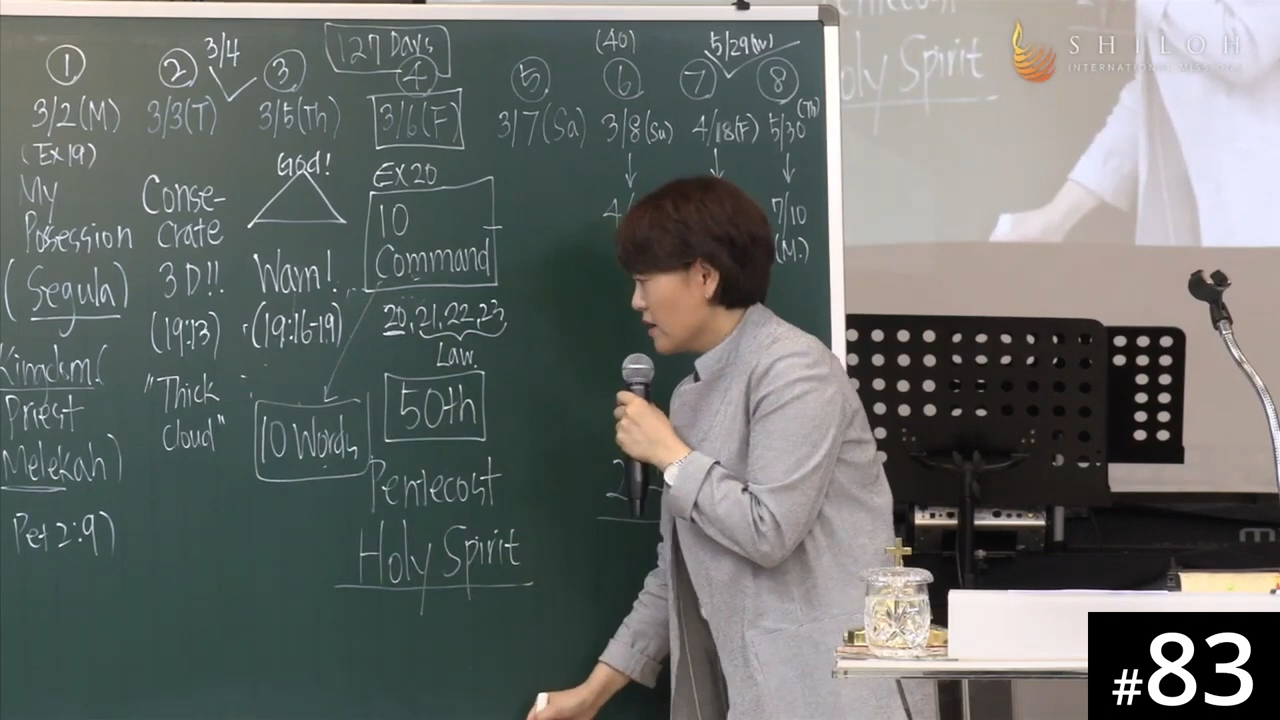 127 Days
3/4
(40)
5/29(W)
① ② ③ ④ ⑤ ⑥ ⑦ ⑧
3/2(M) 3/3(T) 3/5(Th) 3/6(F) 3/7(Sa) 3/8(Su) 4/18(F) 5/30(Th)
(Ex19)
My
Possession
(Segula)
Kingdom(
Priest
Melekah)
Pet 2:9)
Conse-
crate
3D!!
(19:13)
"Thick
Cloud"
God!
Warn!
(19:16-19)
10 Words
Ex20
10
Command
20,21,22,23
Law
50th
Pentecost
Holy Spirit
7/10
(M.)
Holy Spirit
SHILOH
INTERNATIONAL MISSIONS
#83